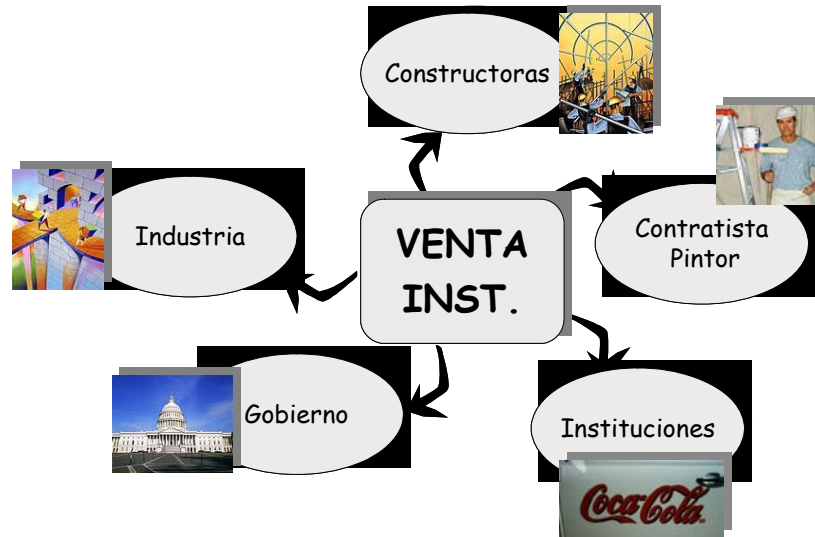 Constructoras
Contratista
Pintor
Industria
VENTA
INST.
Gobierno
Instituciones
Coca-Cola